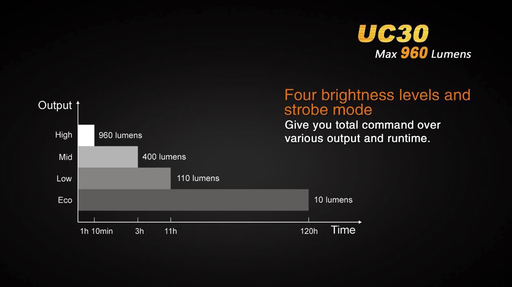 UC30
Max 960 Lumens
Four brightness levels and
strobe mode
Give you total command over
various output and runtime.
Output
High 960 lumens
Mid 400 lumens
Low 110 lumens
Eco 10 lumens
1h 10min 3h 11h 120h Time